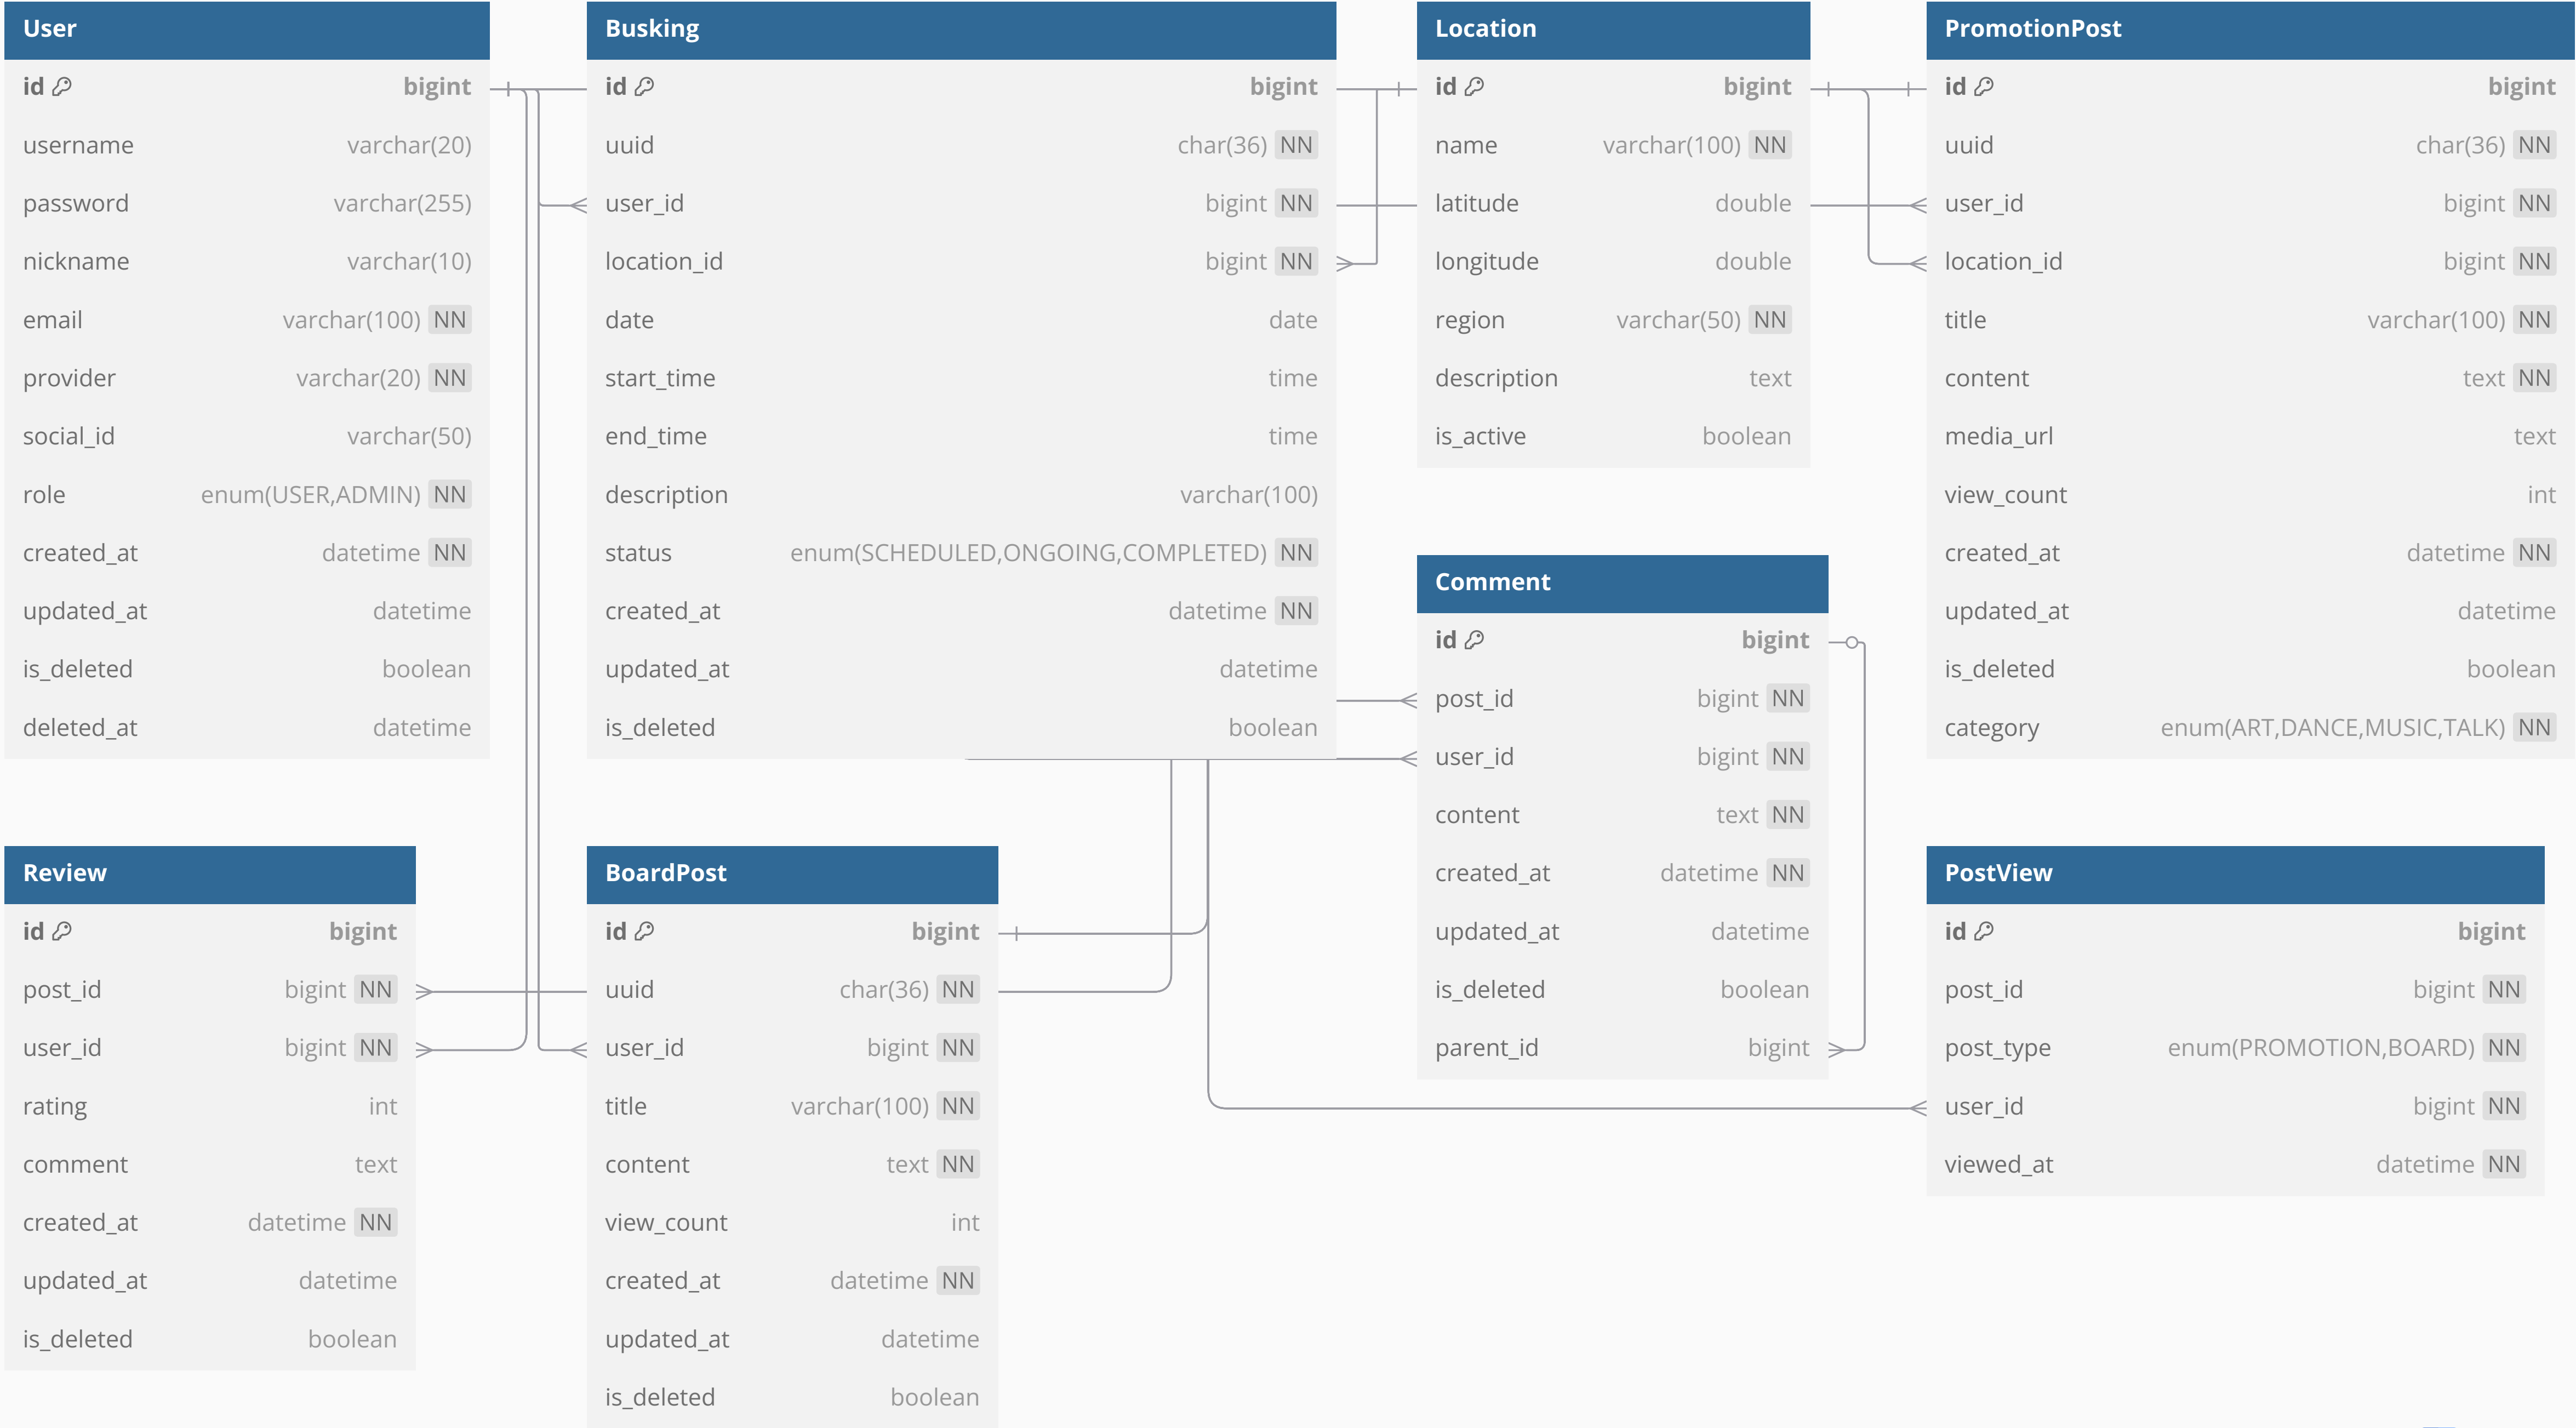 User
id bigint
username varchar(20)
password varchar(255)
nickname varchar(10)
email varchar(100) NN
provider varchar(20) NN
social_id varchar(50)
role enum(USER,ADMIN) NN
created_at datetime NN
updated_at datetime
is_deleted boolean
deleted_at datetime
Busking
id bigint
uuid char(36) NN
user_id bigint NN
location_id bigint NN
date date
start_time time
end_time time
description varchar(100)
status enum(SCHEDULED,ONGOING,COMPLETED) NN
created_at datetime NN
updated_at datetime
is_deleted boolean
Location
id bigint
name varchar(100) NN
latitude double
longitude double
region varchar(50) NN
description text
is_active boolean
PromotionPost
id bigint
uuid char(36) NN
user_id bigint NN
location_id bigint NN
title varchar(100) NN
content text NN
media_url text
view_count int
created_at datetime NN
updated_at datetime
is_deleted boolean
category enum(ART,DANCE,MUSIC,TALK) NN
Comment
id bigint
post_id bigint NN
user_id bigint NN
content text NN
created_at datetime NN
updated_at datetime
is_deleted boolean
parent_id bigint
Review
id bigint
post_id bigint NN
user_id bigint NN
rating int
comment text
created_at datetime NN
updated_at datetime
is_deleted boolean
BoardPost
id bigint
uuid char(36) NN
user_id bigint NN
title varchar(100) NN
content text NN
view_count int
created_at datetime NN
updated_at datetime
is_deleted boolean
PostView
id bigint
post_id bigint NN
post_type enum(PROMOTION,BOARD) NN
user_id bigint NN
viewed_at datetime NN